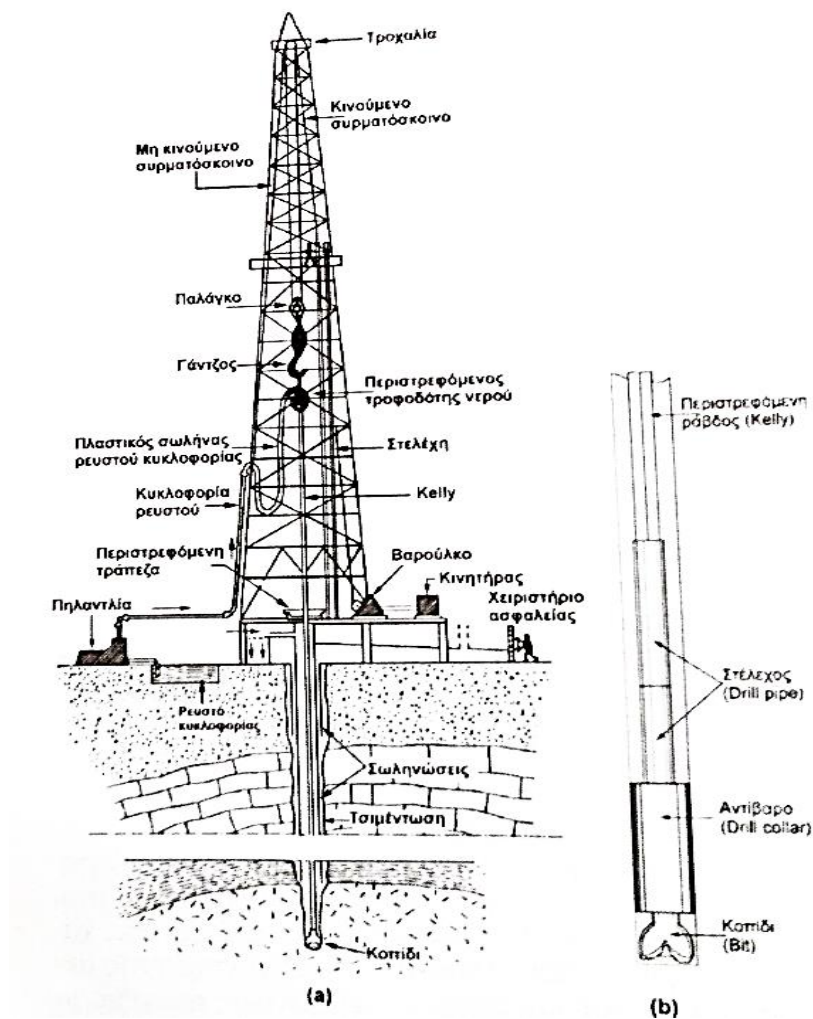 Τροχαλία
Κινούμενο
συρματόσκοινο
Μη κινούμενο
συρματόσκοινο
Παλάγκο
Γάντζος
Περιστρεφόμενος
τροφοδότης νερού
Πλαστικός σωλήνας
ρευστού κυκλοφορίας
Στελέχη
Κυκλοφορία
ρευστού
Kelly
Περιστρεφόμενη
τράπεζα
Βαρούλκο
Κινητήρας
Χειριστήριο
ασφαλείας
Πηλαντλία
Ρευστό
κυκλοφορίας
Σωληνώσεις
Τσιμέντωση
Κοπίδι
(a)
Περιστρεφόμενη
ράβδος (Kelly)
Στέλεχος
(Drill pipe)
Αντίβαρο
(Drill collar)
Κοπίδι
(Bit)
(b)